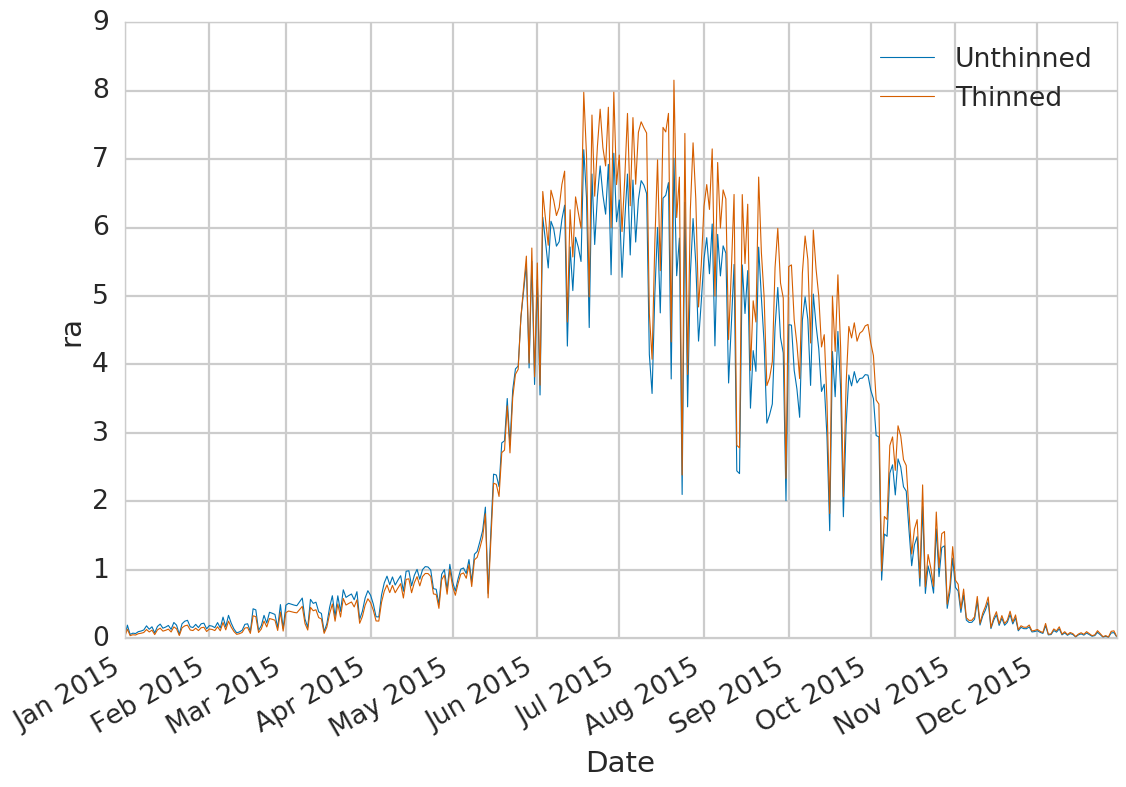 9
8
7
6
5
4
3
2
1
0
ra
Unthinned
Thinned
Jan 2015
Feb 2015
Mar 2015
Apr 2015
May 2015
Jun 2015
Jul 2015
Aug 2015
Sep 2015
Oct 2015
Nov 2015
Dec 2015
Date